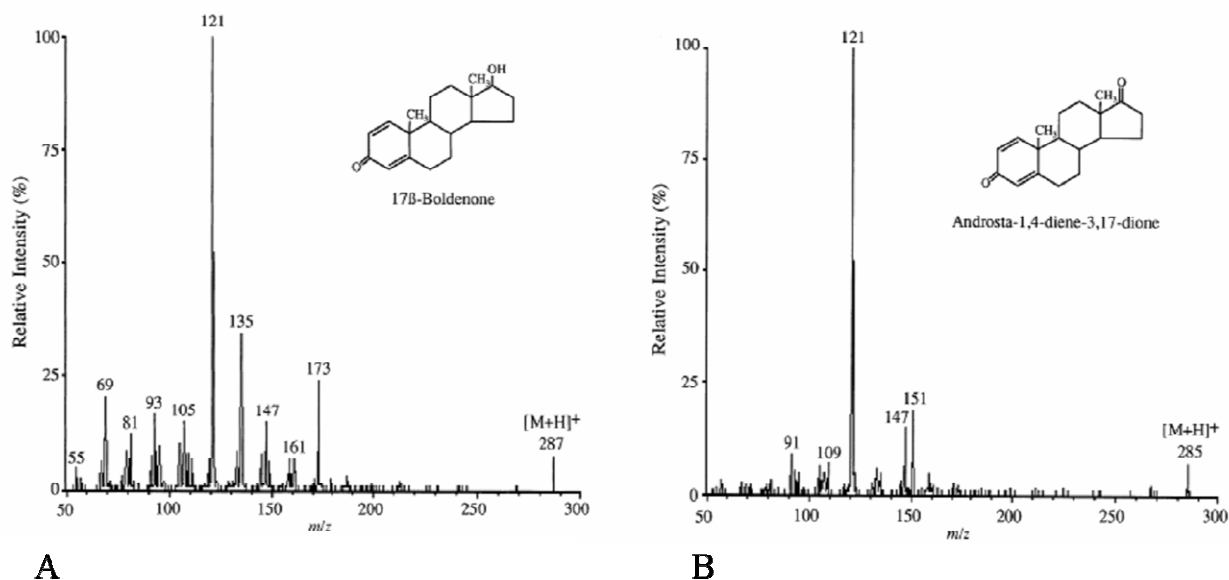 121
100
OH
CH3
CH3
O
17ß-Boldenone
75
Relative Intensity (%)
50
135
25
173
69
93
105
147
81
[M+H]+
161
287
55
0
50
100
150
200
250
300
m/z
A
121
100
O
CH3
CH3
O
Androsta-1,4-diene-3,17-dione
75
Relative Intensity (%)
50
25
151
147
[M+H]+
91
109
285
0
50
100
150
200
250
300
m/z
B